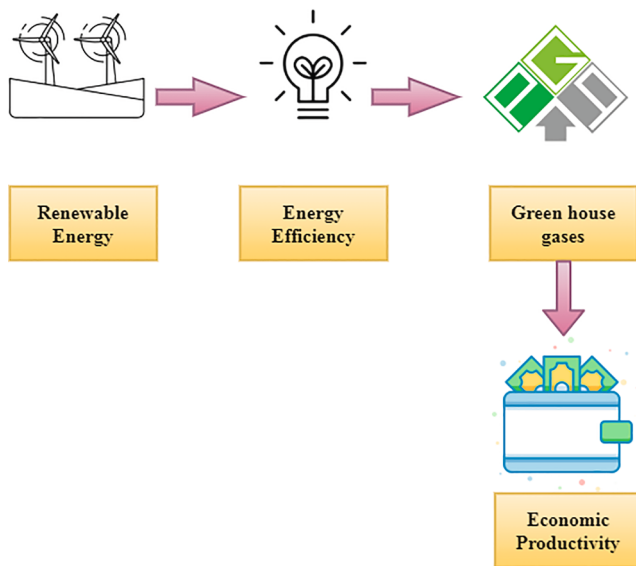 Renewable
Energy
Energy
Efficiency
Green house
gases
Economic
Productivity